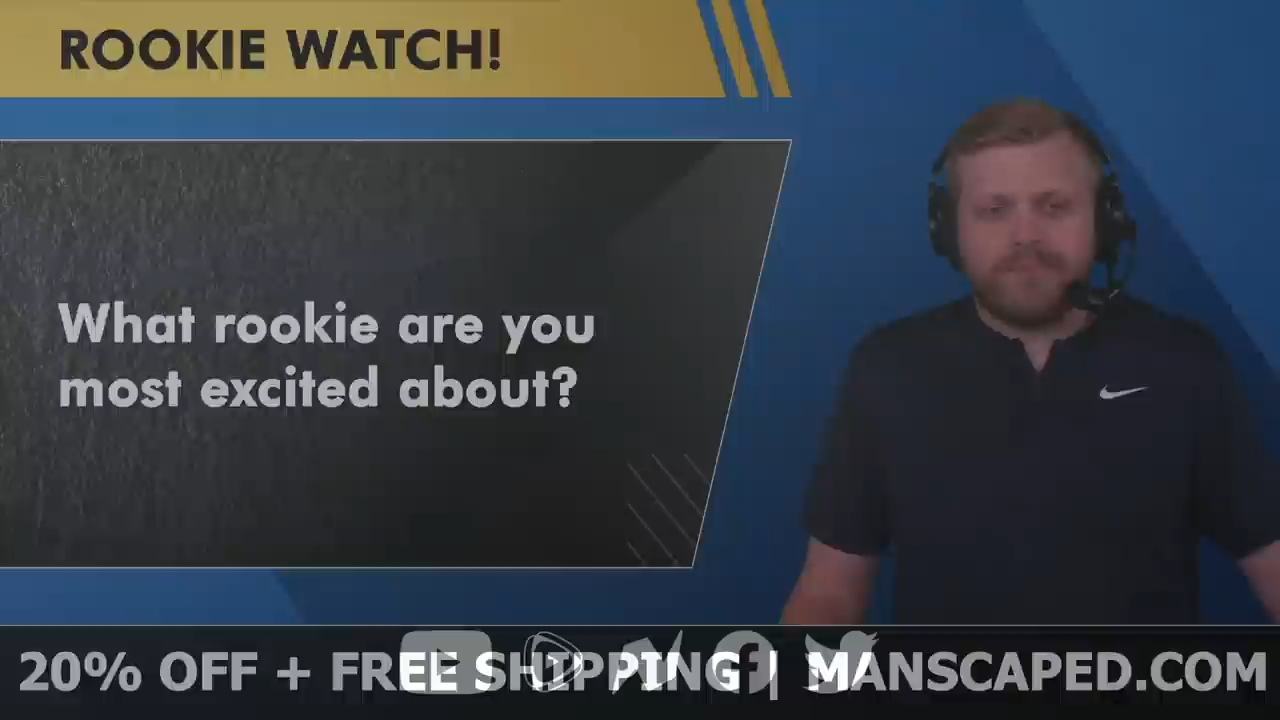 ROOKIE WATCH!
What rookie are you
most excited about?
20% OFF + FREE SHIPPING | MANSCAPED.COM